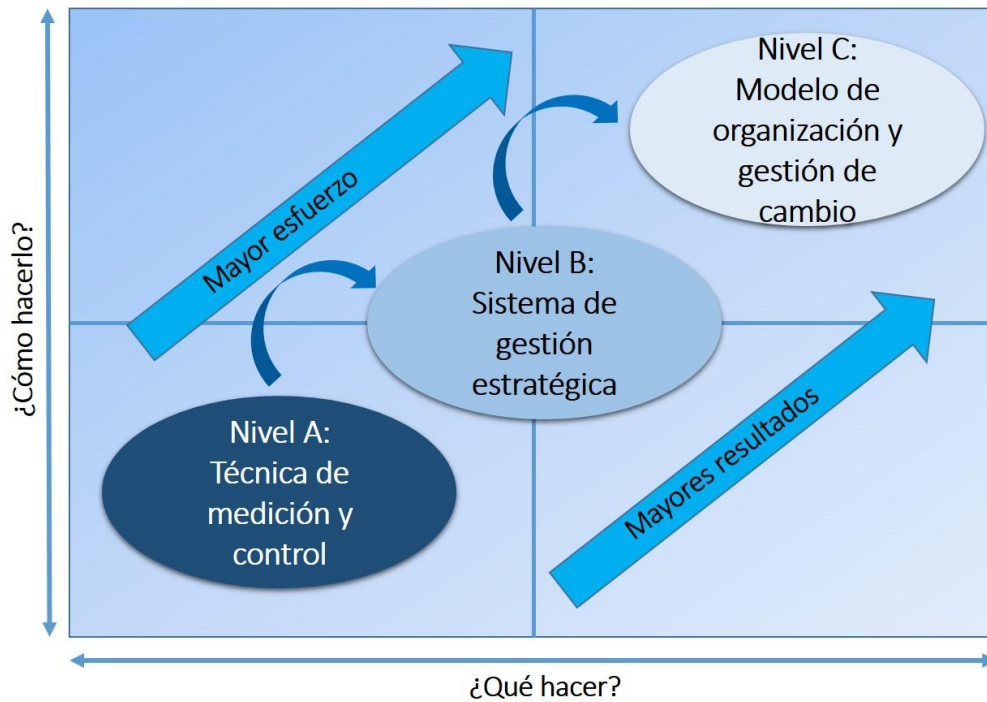 Nivel C:
Modelo de
organización y
gestión de
cambio
Mayor esfuerzo
¿Cómo hacerlo?
Nivel B:
Sistema de
gestión
estratégica
Nivel A:
Técnica de
medición y
control
Mayores resultados
¿Qué hacer?